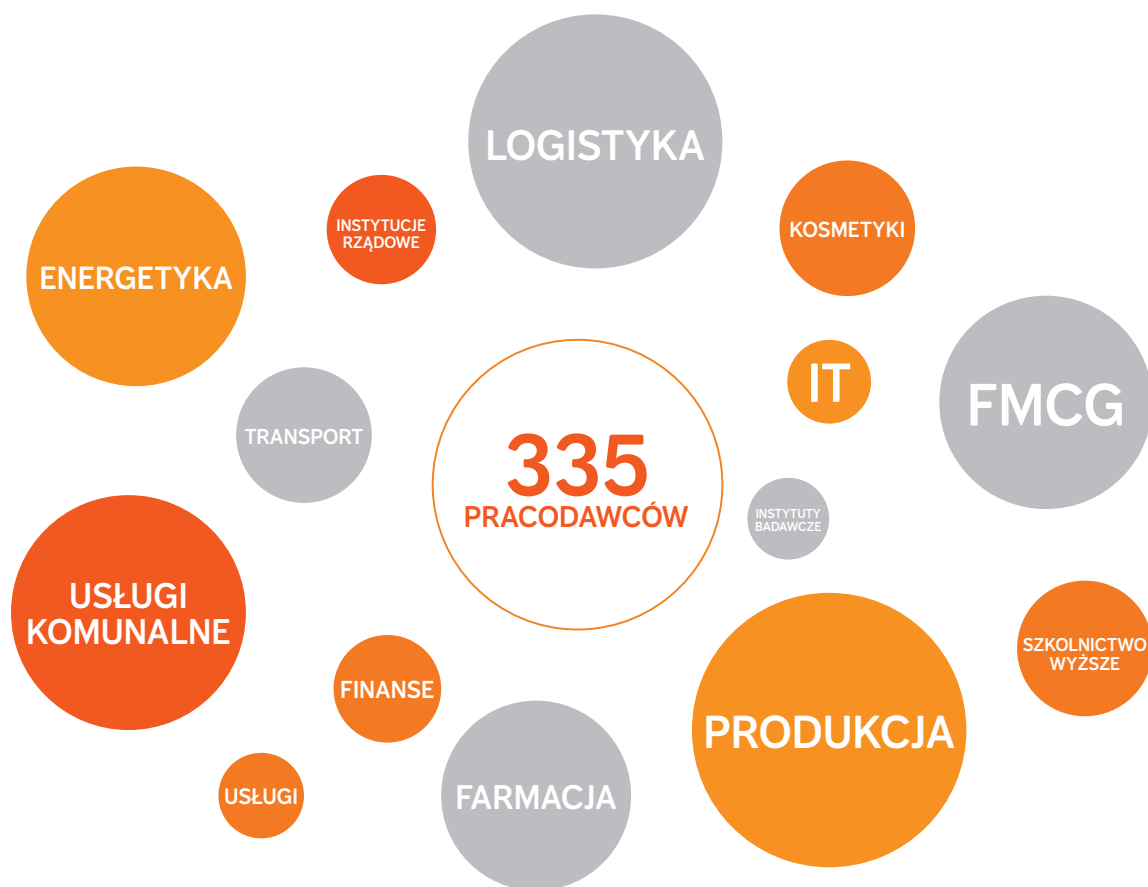 LOGISTYKA
INSTYTUCJE
RZĄDOWE
KOSMETYKI
ENERGETYKA
IT
FMCG
TRANSPORT
335
PRACODAWCÓW
INSTYTUTY
BADAWCZE
USŁUGI
KOMUNALNE
SZKOLNICTWO
WYŻSZE
FINANSE
PRODUKCJA
USŁUGI
FARMACJA